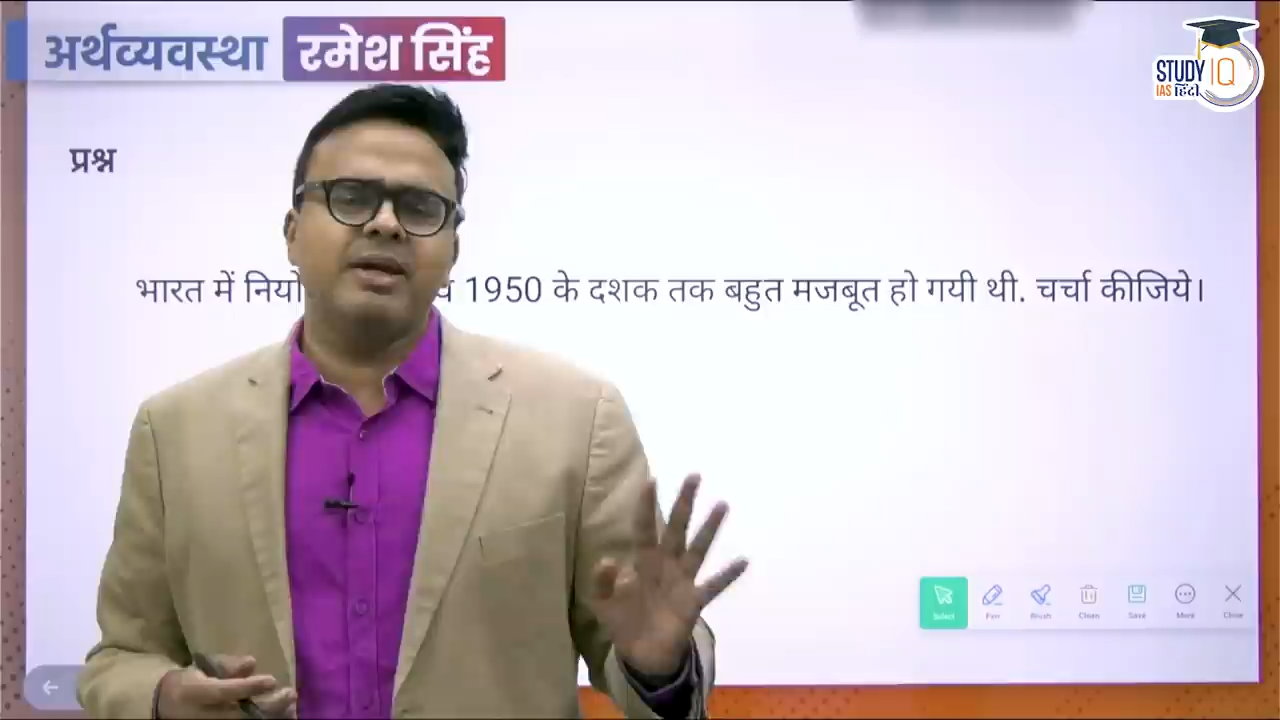 अर्थव्यवस्था रमेश सिंह
STUDY IQ
IAS हिंदी
प्रश्न
भारत में 1950 के दशक तक बहुत मजबूत हो गयी थी. चर्चा कीजिये।
Select Pen Brush Clean Save More Close